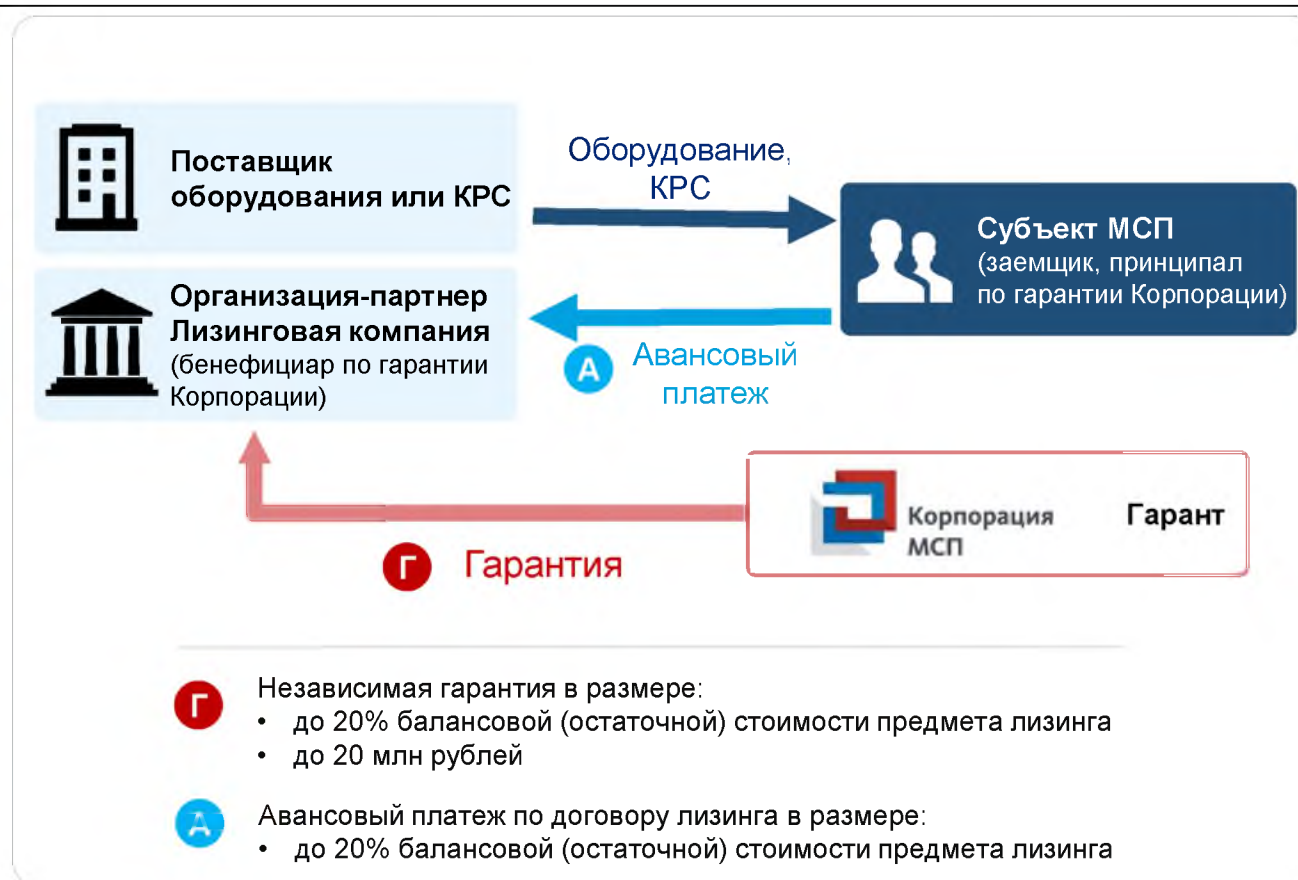 Поставщик
оборудования или КРС
Оборудование,
КРС
Субъект МСП
(заемщик, принципал
по гарантии Корпорации)
Организация-партнер
Лизинговая компания
(бенефициар по гарантии
Корпорации)
А
Авансовый
платеж
Корпорация
МСП
Гарант
Г
Гарантия
Г
Независимая гарантия в размере:
• до 20% балансовой (остаточной) стоимости предмета лизинга
• до 20 млн рублей
А
Авансовый платеж по договору лизинга в размере:
• до 20% балансовой (остаточной) стоимости предмета лизинга